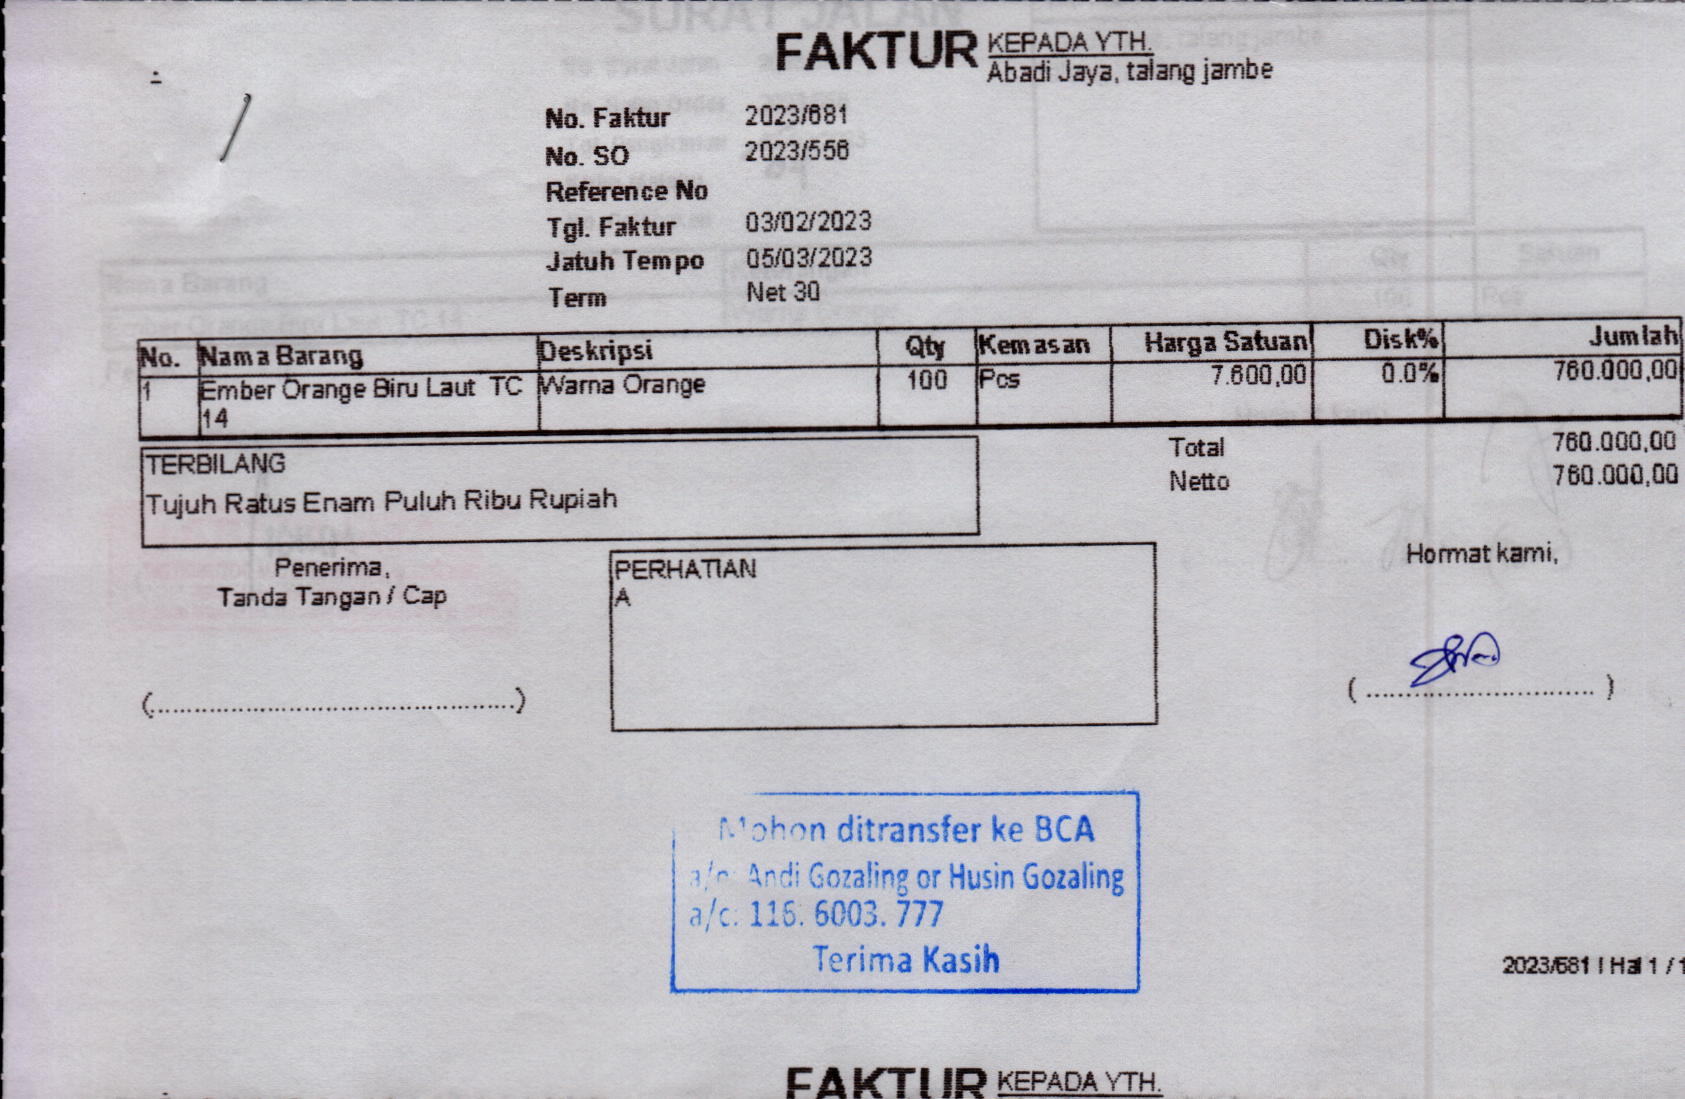 FAKTUR
KEPADA YTH.
Abadi Jaya, talang jambe
No. Faktur 2023/681
No. SO 2023/556
Reference No
Tgl. Faktur 03/02/2023
Jatuh Tempo 05/03/2023
Term Net 30
No. Nama Barang Deskripsi Qty Kemasan Harga Satuan Disk% Jumlah
1 Ember Orange Biru Laut TC Warna Orange 100 Pcs 7.600,00 0.0% 760.000,00
14
Total 760.000,00
Netto 760.000,00
TERBILANG
Tujuh Ratus Enam Puluh Ribu Rupiah
Penerima,
Tanda Tangan / Cap
PERHATIAN
A
Hormat kami,
(..............................................)
( ............................. )
Mohon ditransfer ke BCA
a/n: Andi Gozaling or Husin Gozaling
a/c: 116. 6003. 777
Terima Kasih
2023/681 | Hal 1 / 1
FAKTUR KEPADA YTH.